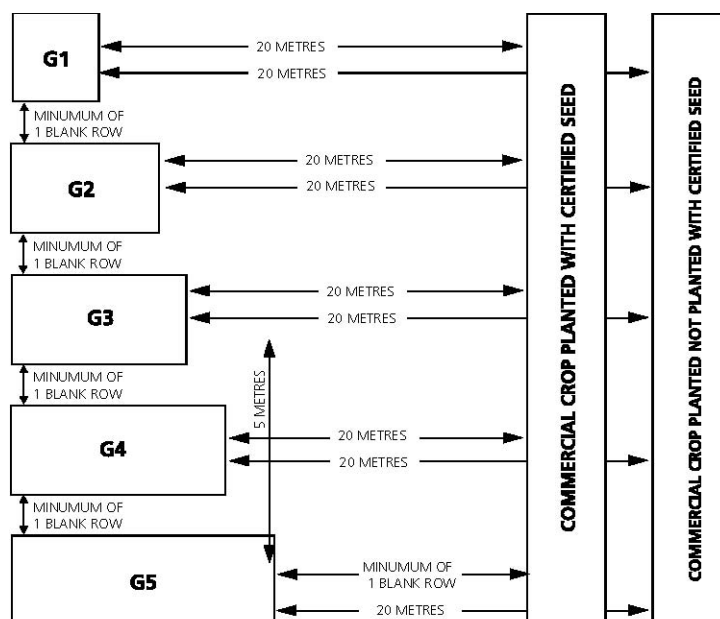 G1
20 METRES
20 METRES
MINUMUM OF
1 BLANK ROW
G2
20 METRES
20 METRES
MINUMUM OF
1 BLANK ROW
G3
20 METRES
20 METRES
MINUMUM OF
1 BLANK ROW
5 METRES
G4
20 METRES
20 METRES
MINUMUM OF
1 BLANK ROW
G5
MINUMUM OF
1 BLANK ROW
20 METRES
COMMERCIAL CROP PLANTED WITH CERTIFIED SEED
COMMERCIAL CROP PLANTED NOT PLANTED WITH CERTIFIED SEED